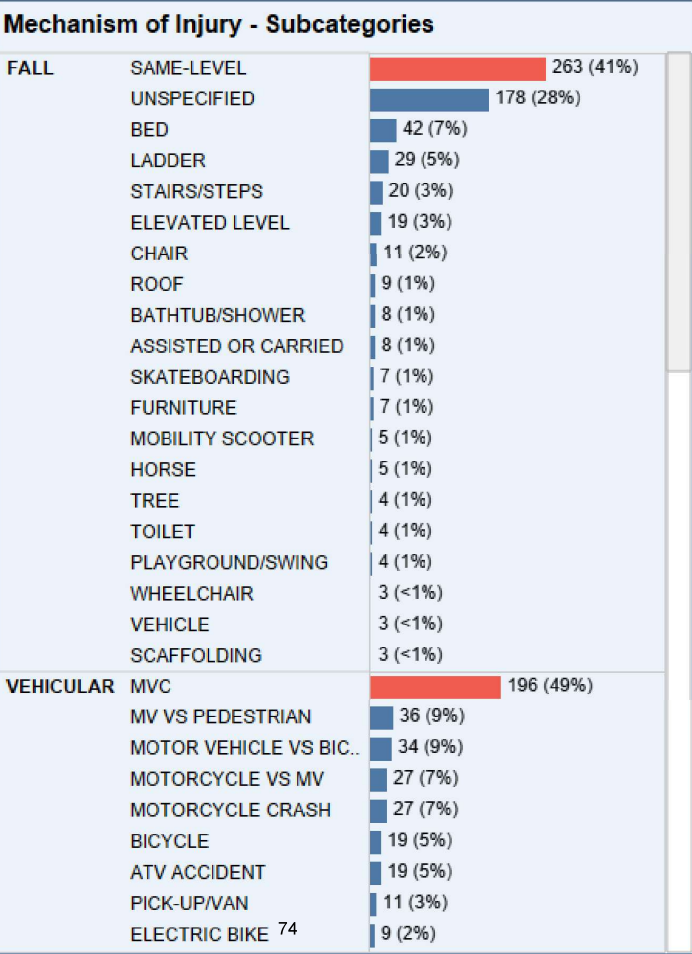 Mechanism of Injury - Subcategories
FALL SAME-LEVEL 263 (41%)
UNSPECIFIED 178 (28%)
BED 42 (7%)
LADDER 29 (5%)
STAIRS/STEPS 20 (3%)
ELEVATED LEVEL 19 (3%)
CHAIR 11 (2%)
ROOF 9 (1%)
BATHTUB/SHOWER 8 (1%)
ASSISTED OR CARRIED 8 (1%)
SKATEBOARDING 7 (1%)
FURNITURE 7 (1%)
MOBILITY SCOOTER 5 (1%)
HORSE 5 (1%)
TREE 4 (1%)
TOILET 4 (1%)
PLAYGROUND/SWING 4 (1%)
WHEELCHAIR 3 (<1%)
VEHICLE 3 (<1%)
SCAFFOLDING 3 (<1%)
VEHICULAR MVC 196 (49%)
MV VS PEDESTRIAN 36 (9%)
MOTOR VEHICLE VS BIC.. 34 (9%)
MOTORCYCLE VS MV 27 (7%)
MOTORCYCLE CRASH 27 (7%)
BICYCLE 19 (5%)
ATV ACCIDENT 19 (5%)
PICK-UP/VAN 11 (3%)
ELECTRIC BIKE 74 9 (2%)